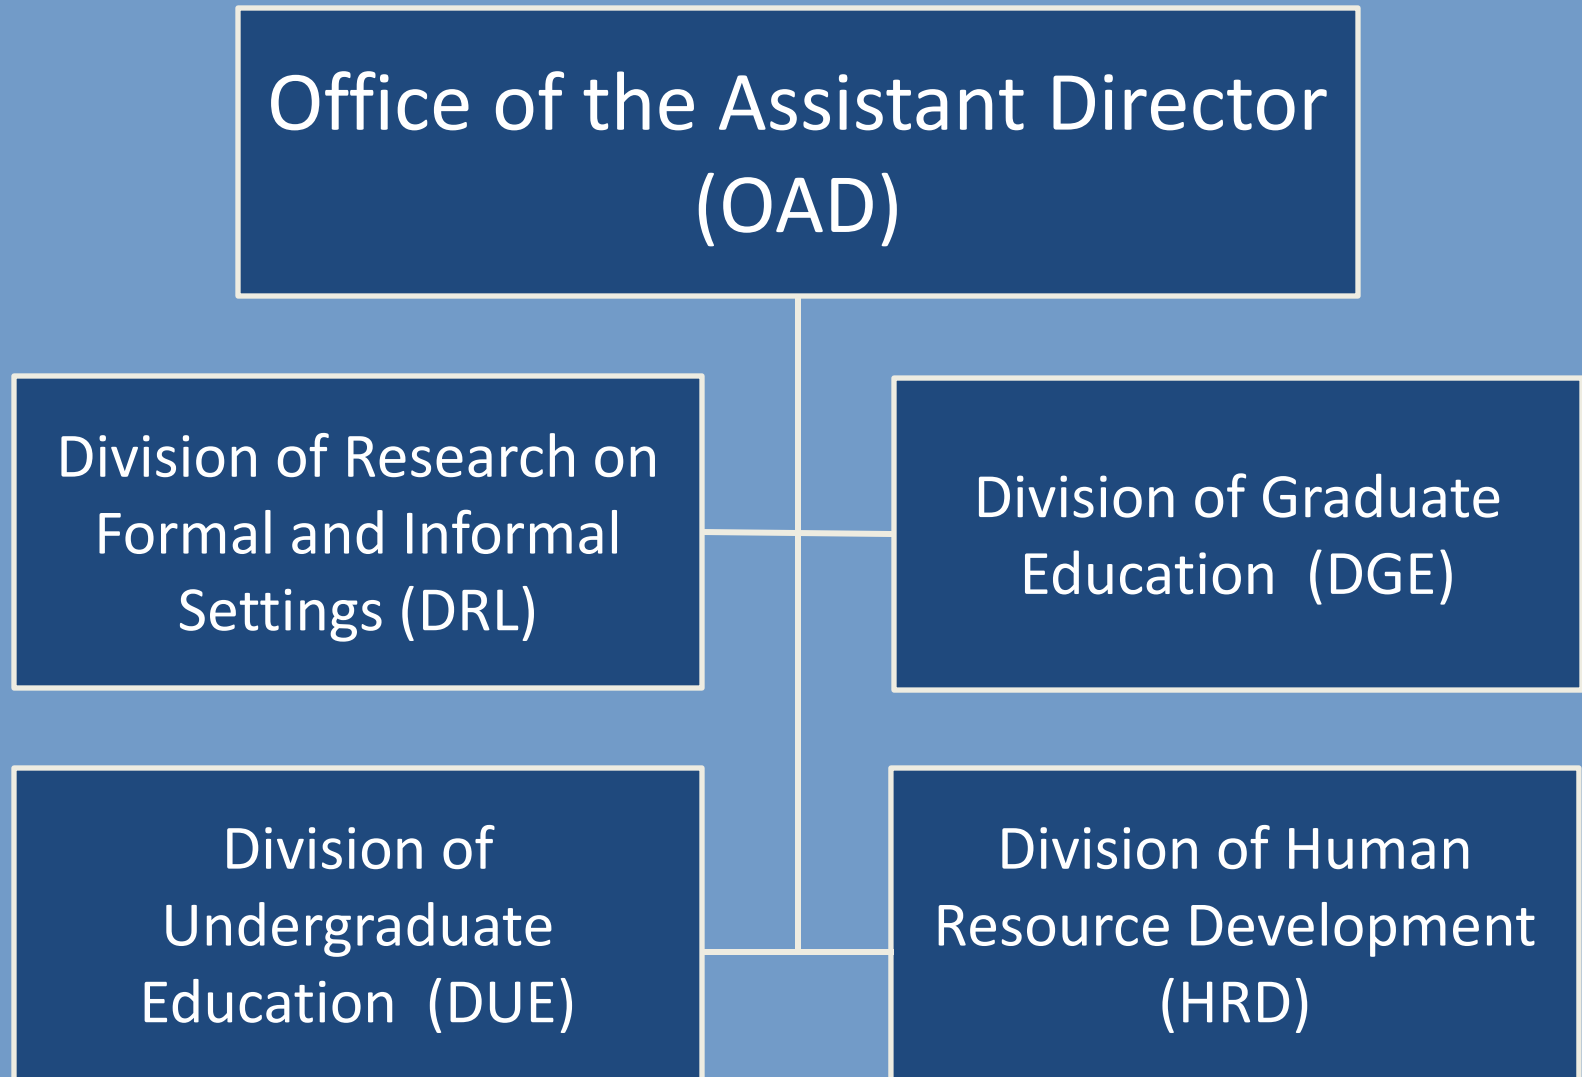 Office of the Assistant Director
(OAD)
Division of Research on
Formal and Informal
Settings (DRL)
Division of Graduate
Education  (DGE)
Division of
Undergraduate
Education  (DUE)
Division of Human
Resource Development
(HRD)